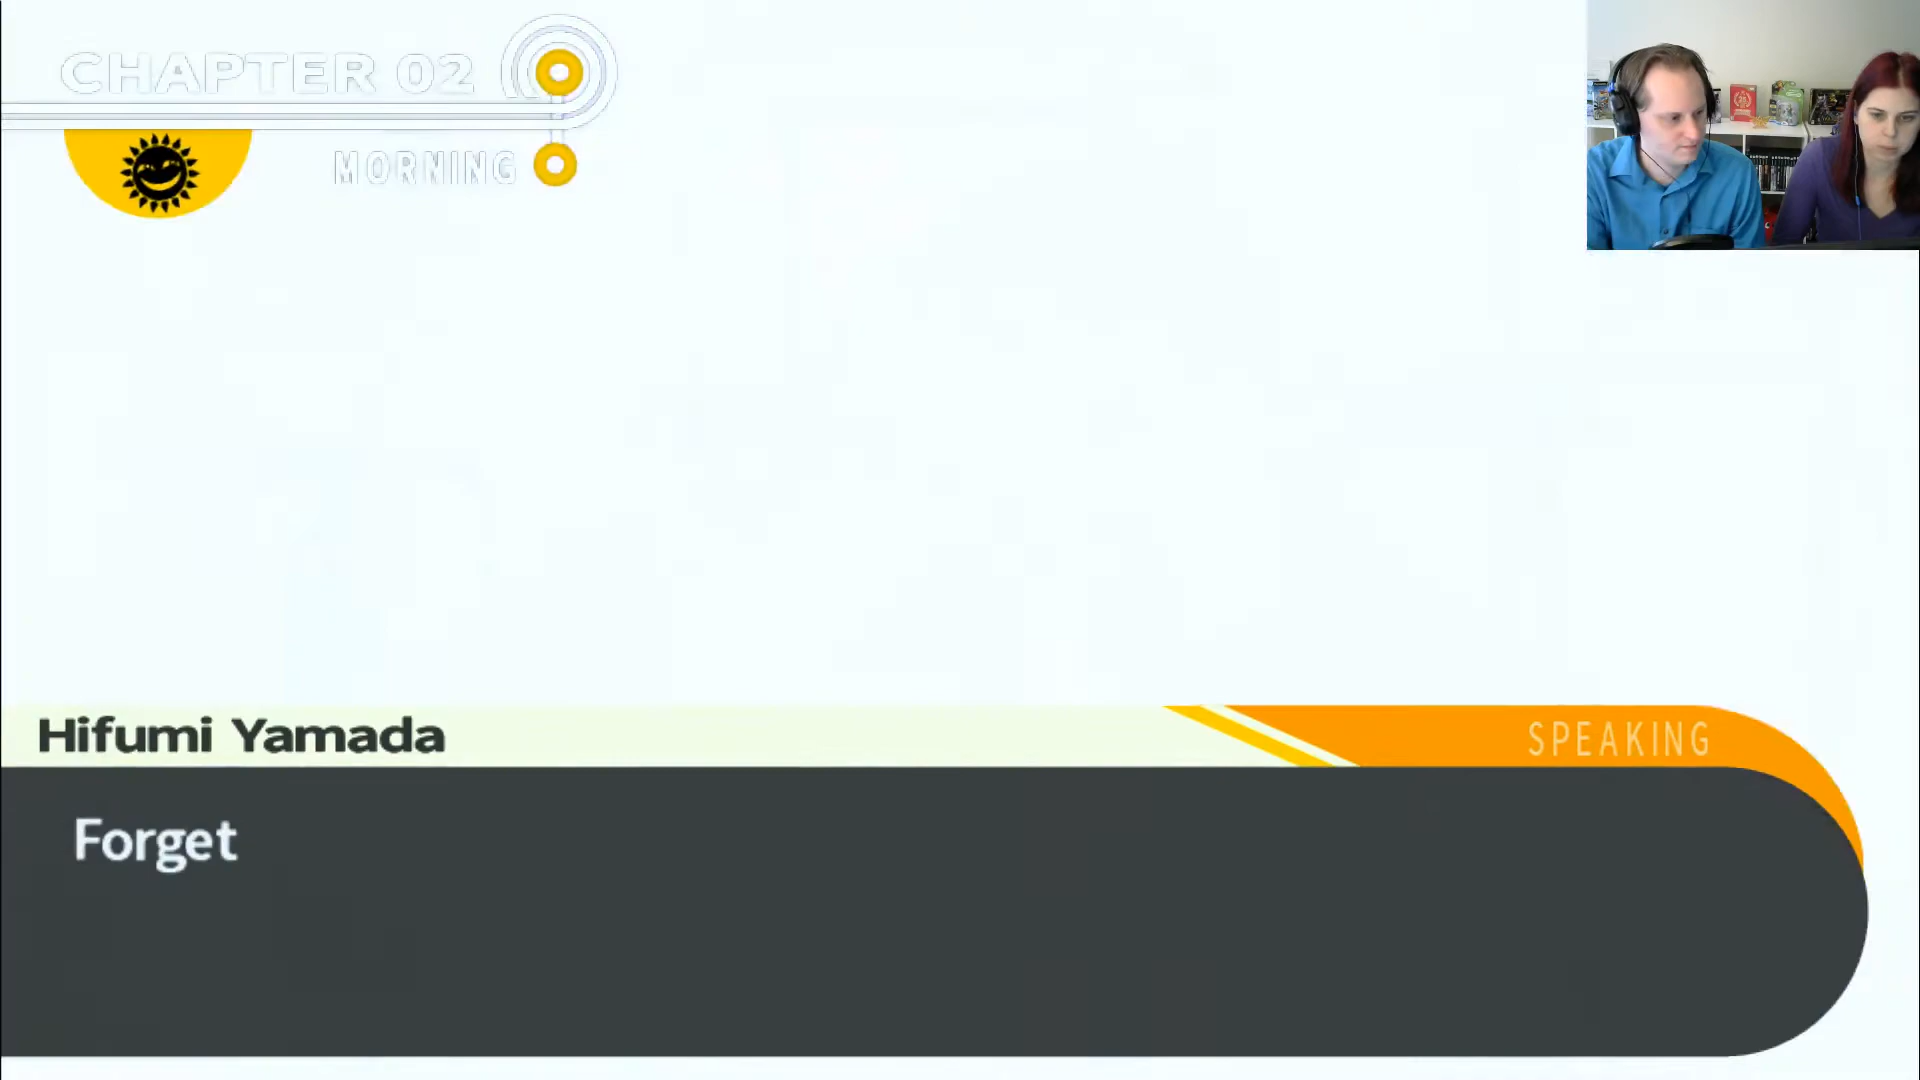 CHAPTER 02
MORNING
Hifumi Yamada
SPEAKING
Forget